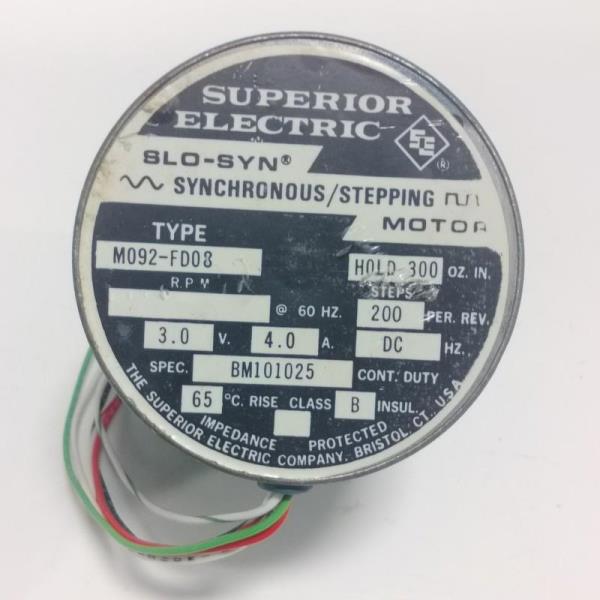 SUPERIOR
ELECTRIC
SE ®
SLO-SYN®
SYNCHRONOUS/STEPPING
MOTOR
TYPE
M092-FD08 HOLD 300 OZ. IN.
R.P.M STEPS
@ 60 HZ. 200 PER. REV.
3.0 V. 4.0 A. DC HZ.
SPEC. BM101025 CONT. DUTY
65 °C. RISE CLASS B INSUL.
IMPEDANCE PROTECTED
THE SUPERIOR ELECTRIC COMPANY. BRISTOL, CT., U.S.A.